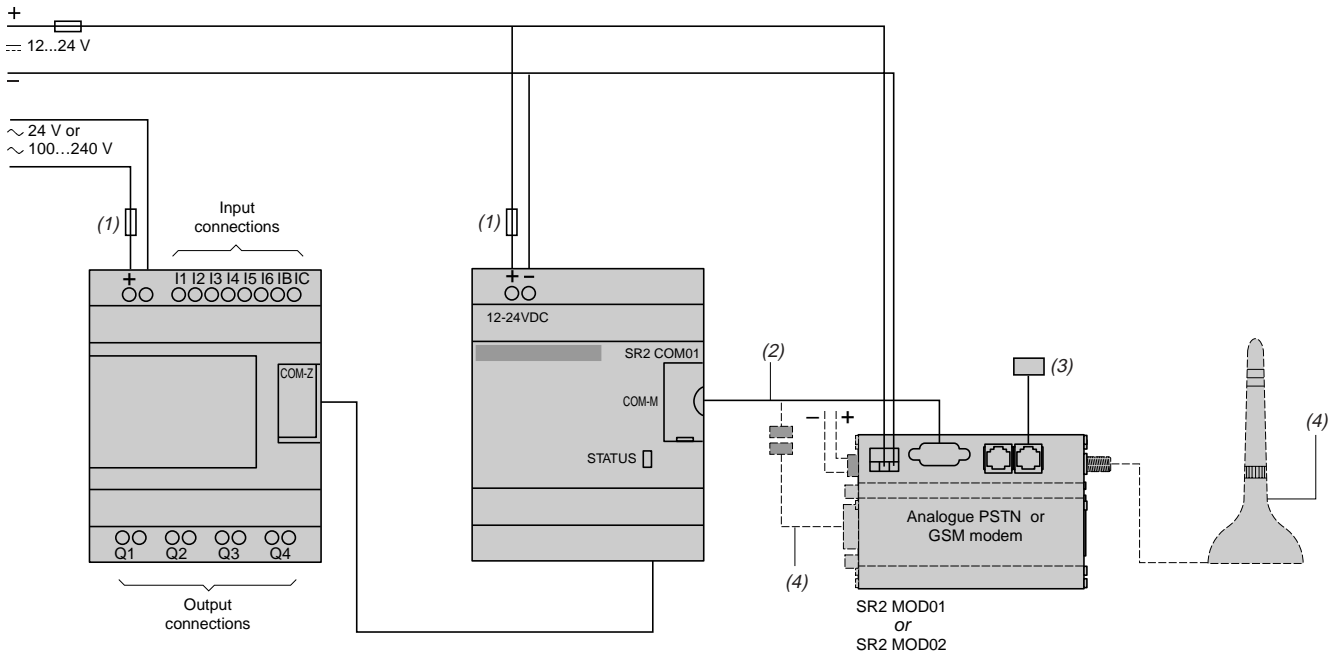 +
12...24 V
–
~ 24 V or
~ 100...240 V
(1)
Input
connections
+
I1 I2 I3 I4 I5 I6 IB IC
COM-Z
Q1 Q2 Q3 Q4
Output
connections
(1)
+ –
12-24VDC
SR2 COM01
COM-M
STATUS
(2)
(3)
– +
(4)
Analogue PSTN or
GSM modem
(4)
SR2 MOD01
or
SR2 MOD02